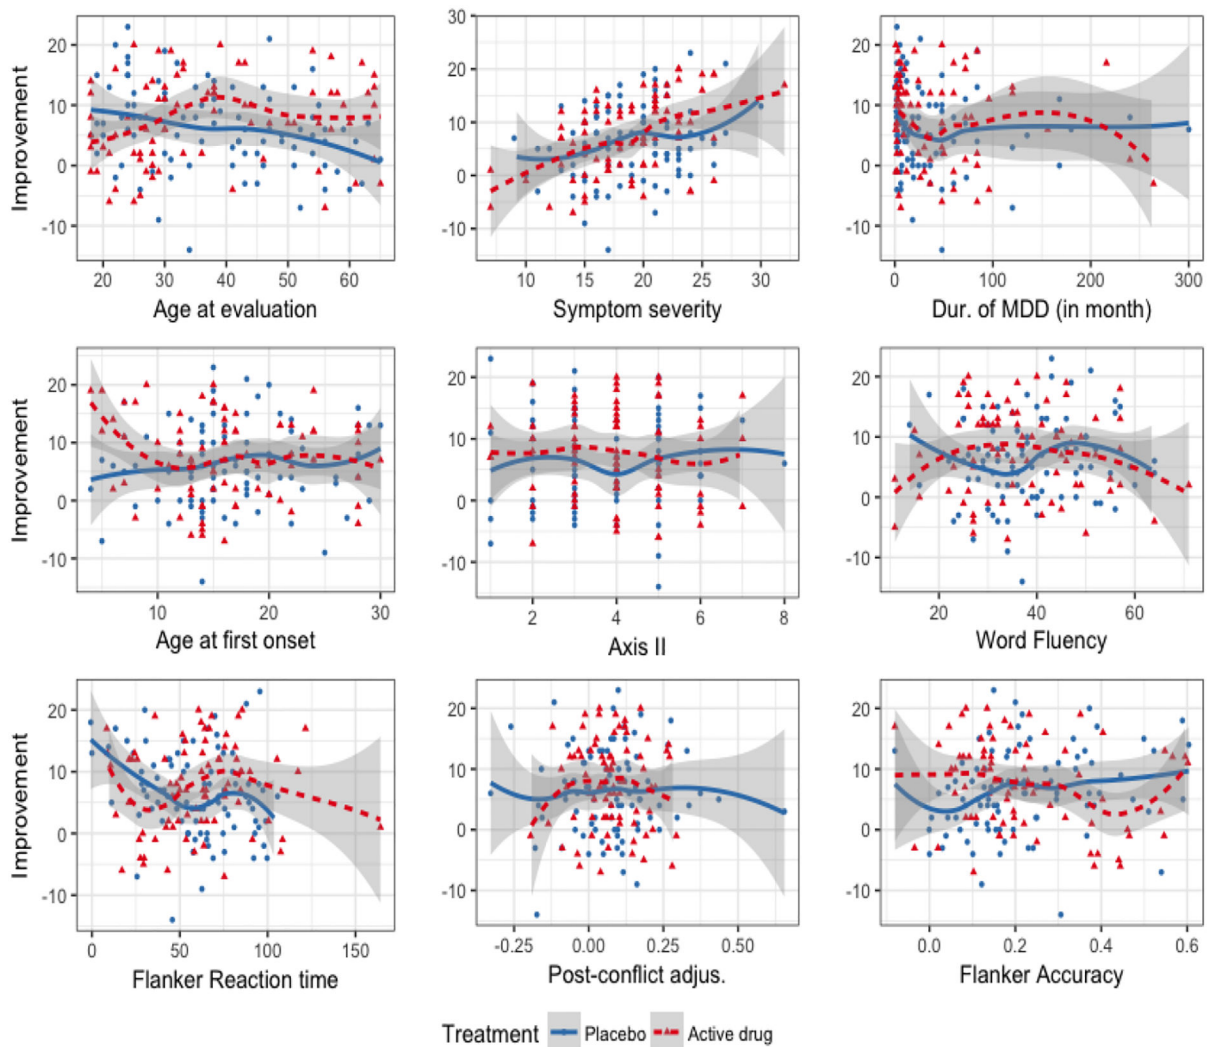 Improvement
20
10
0
-10
20 30 40 50 60
Age at evaluation
30
20
10
0
-10
10 15 20 25 30
Symptom severity
20
10
0
-10
0 100 200 300
Dur. of MDD (in month)
Improvement
20
10
0
-10
10 20 30
Age at first onset
20
10
0
-10
2 4 6 8
Axis II
20
10
0
-10
20 40 60
Word Fluency
Improvement
20
10
0
-10
0 50 100 150
Flanker Reaction time
20
10
0
-10
-0.25 0.00 0.25 0.50
Post-conflict adjus.
20
10
0
-10
0.0 0.2 0.4 0.6
Flanker Accuracy
Treatment Placebo Active drug